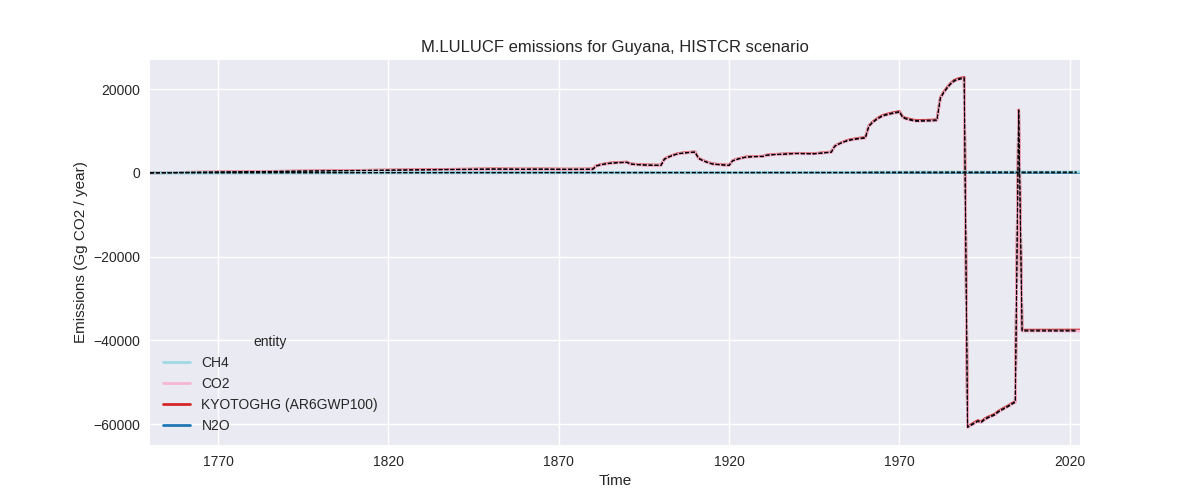 M.LULUCF emissions for Guyana, HISTCR scenario
Emissions (Gg CO2 / year)
20000
0
−20000
−40000
−60000
entity
CH4
CO2
KYOTOGHG (AR6GWP100)
N2O
1770 1820 1870 1920 1970 2020
Time